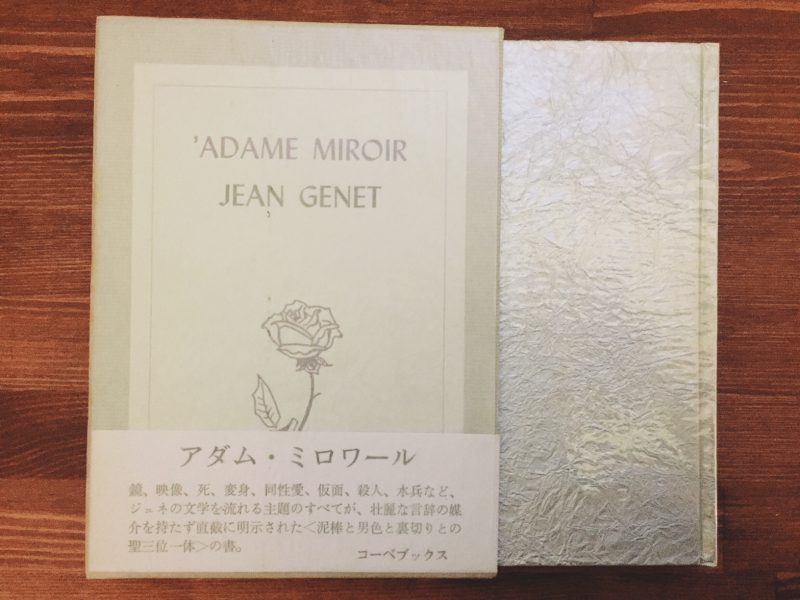 'ADAME MIROIR
JEAN GENET
アダム・ミロワール
鏡、映像、死、変身、同性愛、仮面、殺人、水兵など、
ジュネの文学を流れる主題のすべてが、壮麗な言辞の媒
介を持たず直截に明示された<泥棒と男色と裏切りとの
聖三位一体>の書。
コーベブックス